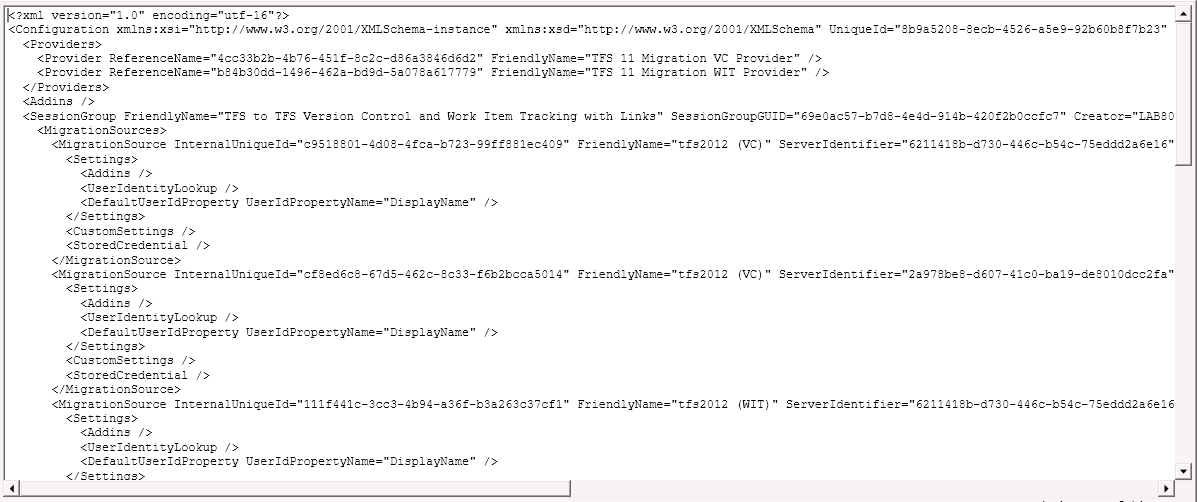 <?xml version="1.0" encoding="utf-16"?>
<Configuration xmlns:xsi="http://www.w3.org/2001/XMLSchema-instance" xmlns:xsd="http://www.w3.org/2001/XMLSchema" UniqueId="8b9a5208-8ecb-4526-a5e9-92b60b8f7b23"
  <Providers>
    <Provider ReferenceName="4cc33b2b-4b76-451f-8c2c-d86a3846d6d2" FriendlyName="TFS 11 Migration VC Provider" />
    <Provider ReferenceName="b84b30dd-1496-462a-bd9d-5a078a617779" FriendlyName="TFS 11 Migration WIT Provider" />
  </Providers>
  <Addins />
  <SessionGroup FriendlyName="TFS to TFS Version Control and Work Item Tracking with Links" SessionGroupGUID="69e0ac57-b7d8-4e4d-914b-420f2b0ccfc7" Creator="LAB80
    <MigrationSources>
      <MigrationSource InternalUniqueId="c9518801-4d08-4fca-b723-99ff881ec409" FriendlyName="tfs2012 (VC)" ServerIdentifier="6211418b-d730-446c-b54c-75eddd2a6e16"
        <Settings>
          <Addins />
          <UserIdentityLookup />
          <DefaultUserIdProperty UserIdPropertyName="DisplayName" />
        </Settings>
        <CustomSettings />
        <StoredCredential />
      </MigrationSource>
      <MigrationSource InternalUniqueId="cf8ed6c8-67d5-462c-8c33-f6b2bcca5014" FriendlyName="tfs2012 (VC)" ServerIdentifier="2a978be8-d607-41c0-ba19-de8010dcc2fa"
        <Settings>
          <Addins />
          <UserIdentityLookup />
          <DefaultUserIdProperty UserIdPropertyName="DisplayName" />
        </Settings>
        <CustomSettings />
        <StoredCredential />
      </MigrationSource>
      <MigrationSource InternalUniqueId="111f441c-3cc3-4b94-a36f-b3a263c37cf1" FriendlyName="tfs2012 (WIT)" ServerIdentifier="6211418b-d730-446c-b54c-75eddd2a6e16
        <Settings>
          <Addins />
          <UserIdentityLookup />
          <DefaultUserIdProperty UserIdPropertyName="DisplayName" />
        </Settings>